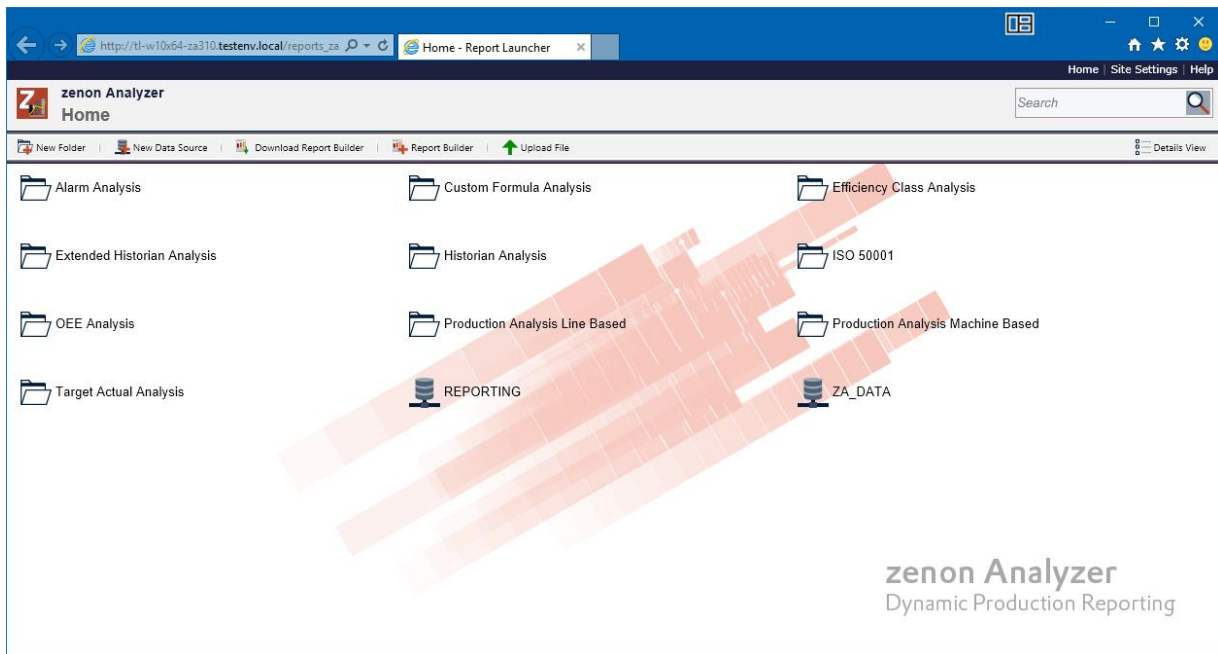 http://tl-w10x64-za310.testenv.local/reports_za
Home - Report Launcher
Home | Site Settings | Help
zenon Analyzer
Home
Search
New Folder | New Data Source | Download Report Builder | Report Builder | Upload File
Details View
Alarm Analysis
Custom Formula Analysis
Efficiency Class Analysis
Extended Historian Analysis
Historian Analysis
ISO 50001
OEE Analysis
Production Analysis Line Based
Production Analysis Machine Based
Target Actual Analysis
REPORTING
ZA_DATA
zenon Analyzer
Dynamic Production Reporting